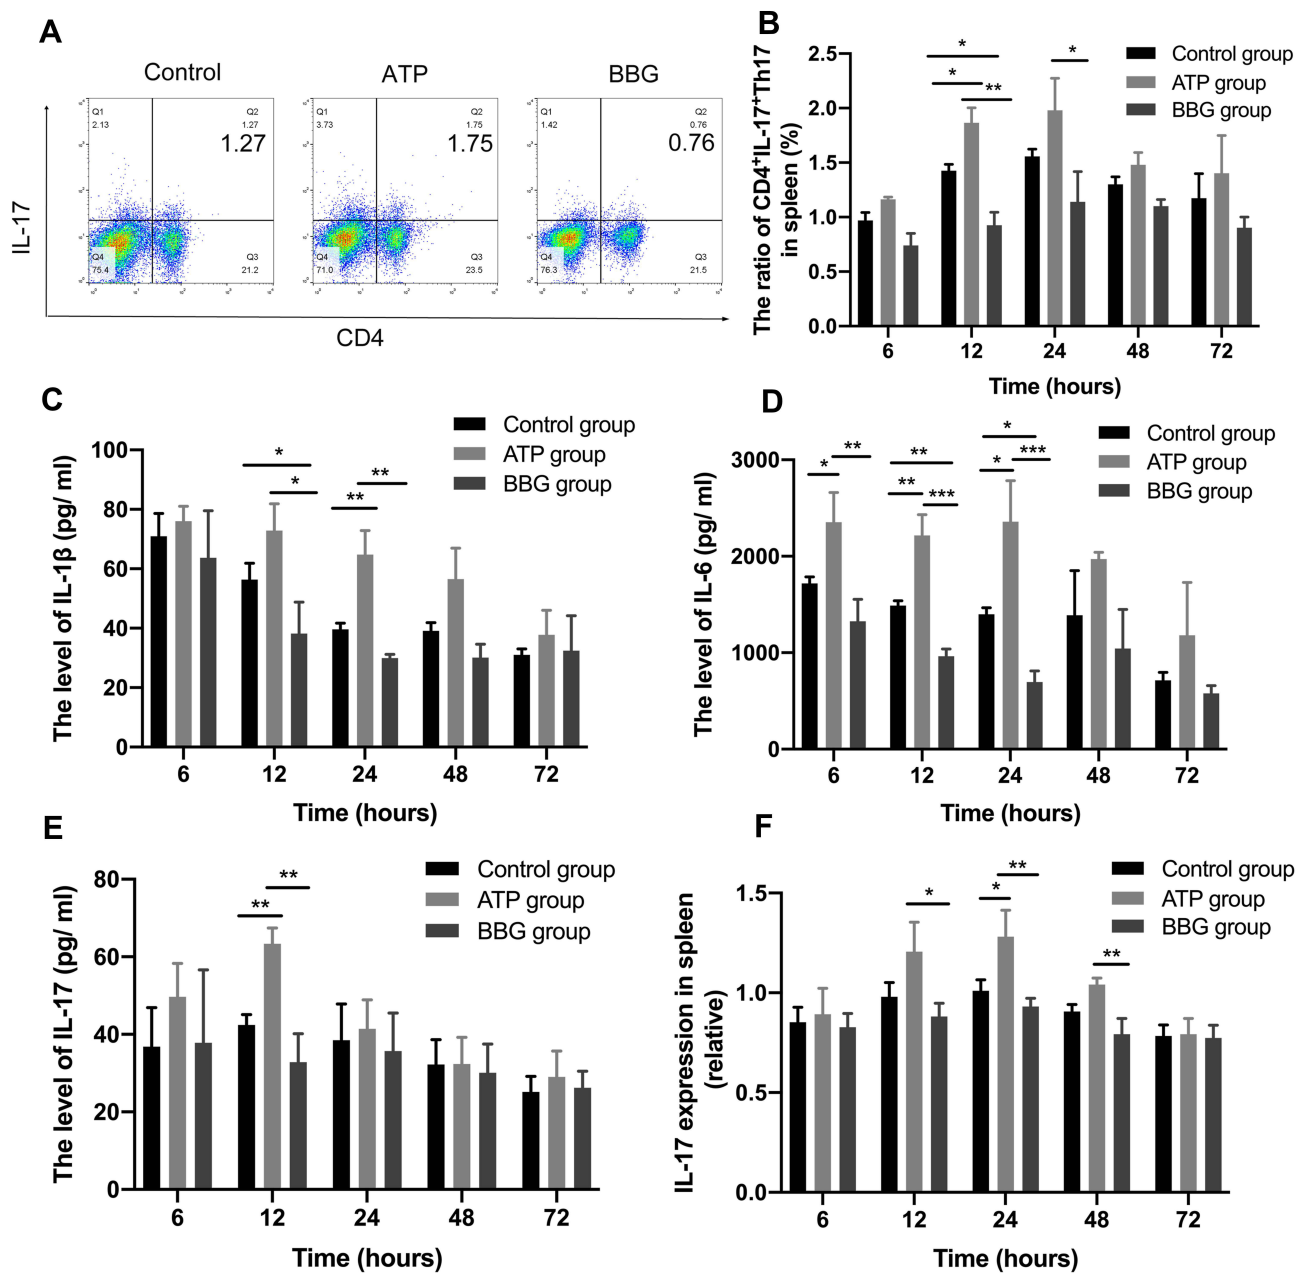 A
Control
ATP
BBG
Q1
2.13
Q2
1.27
1.27
Q4
75.4
Q3
21.2
Q1
3.73
Q2
1.75
1.75
Q4
71.0
Q3
23.5
Q1
1.42
Q2
0.76
0.76
Q4
76.3
Q3
21.5
IL-17
CD4
B
Control group
ATP group
BBG group
* * ** *
The ratio of CD4+IL-17+Th17
in spleen (%)
2.5
2.0
1.5
1.0
0.5
0.0
6 12 24 48 72
Time (hours)
C
Control group
ATP group
BBG group
* * ** **
The level of IL-1β (pg/ ml)
100
80
60
40
20
0
6 12 24 48 72
Time (hours)
D
Control group
ATP group
BBG group
* ** ** ** *** * * ***
The level of IL-6 (pg/ ml)
3000
2000
1000
0
6 12 24 48 72
Time (hours)
E
Control group
ATP group
BBG group
** **
The level of IL-17 (pg/ ml)
80
60
40
20
0
6 12 24 48 72
Time (hours)
F
Control group
ATP group
BBG group
* * ** **
IL-17 expression in spleen
(relative)
1.5
1.0
0.5
0.0
6 12 24 48 72
Time (hours)